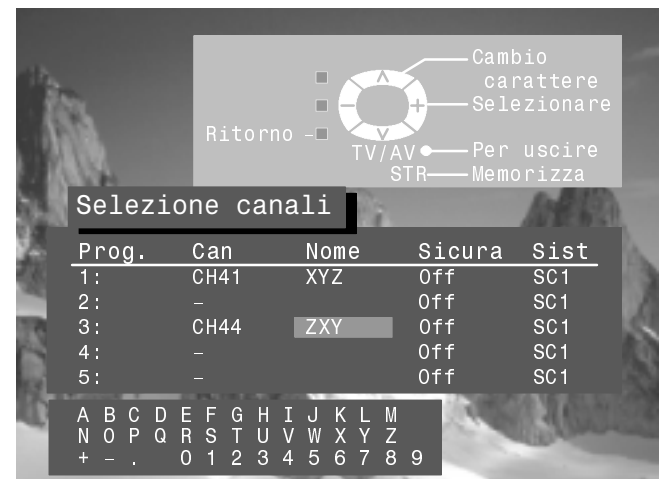 Cambio
carattere
Selezionare
Ritorno
TV/AV Per uscire
STR Memorizza
Selezione canali
Prog. Can Nome Sicura Sist
1: CH41 XYZ Off SC1
2: – Off SC1
3: CH44 ZXY Off SC1
4: – Off SC1
5: – Off SC1
A B C D E F G H I J K L M
N O P Q R S T U V W X Y Z
+ – . 0 1 2 3 4 5 6 7 8 9